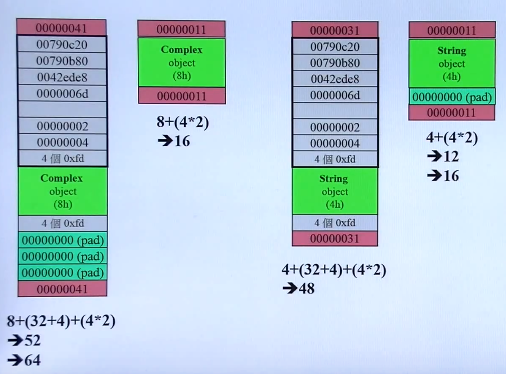 00000041
00790c20
00790b80
0042ede8
0000006d
00000002
00000004
4 個 0xfd
Complex
object
(8h)
4 個 0xfd
00000000 (pad)
00000000 (pad)
00000000 (pad)
00000041
8+(32+4)+(4*2)
➔52
➔64
00000011
Complex
object
(8h)
00000011
8+(4*2)
➔16
00000031
00790c20
00790b80
0042ede8
0000006d
00000002
00000004
4 個 0xfd
String
object
(4h)
4 個 0xfd
00000031
4+(32+4)+(4*2)
➔48
00000011
String
object
(4h)
00000000 (pad)
00000011
4+(4*2)
➔12
➔16